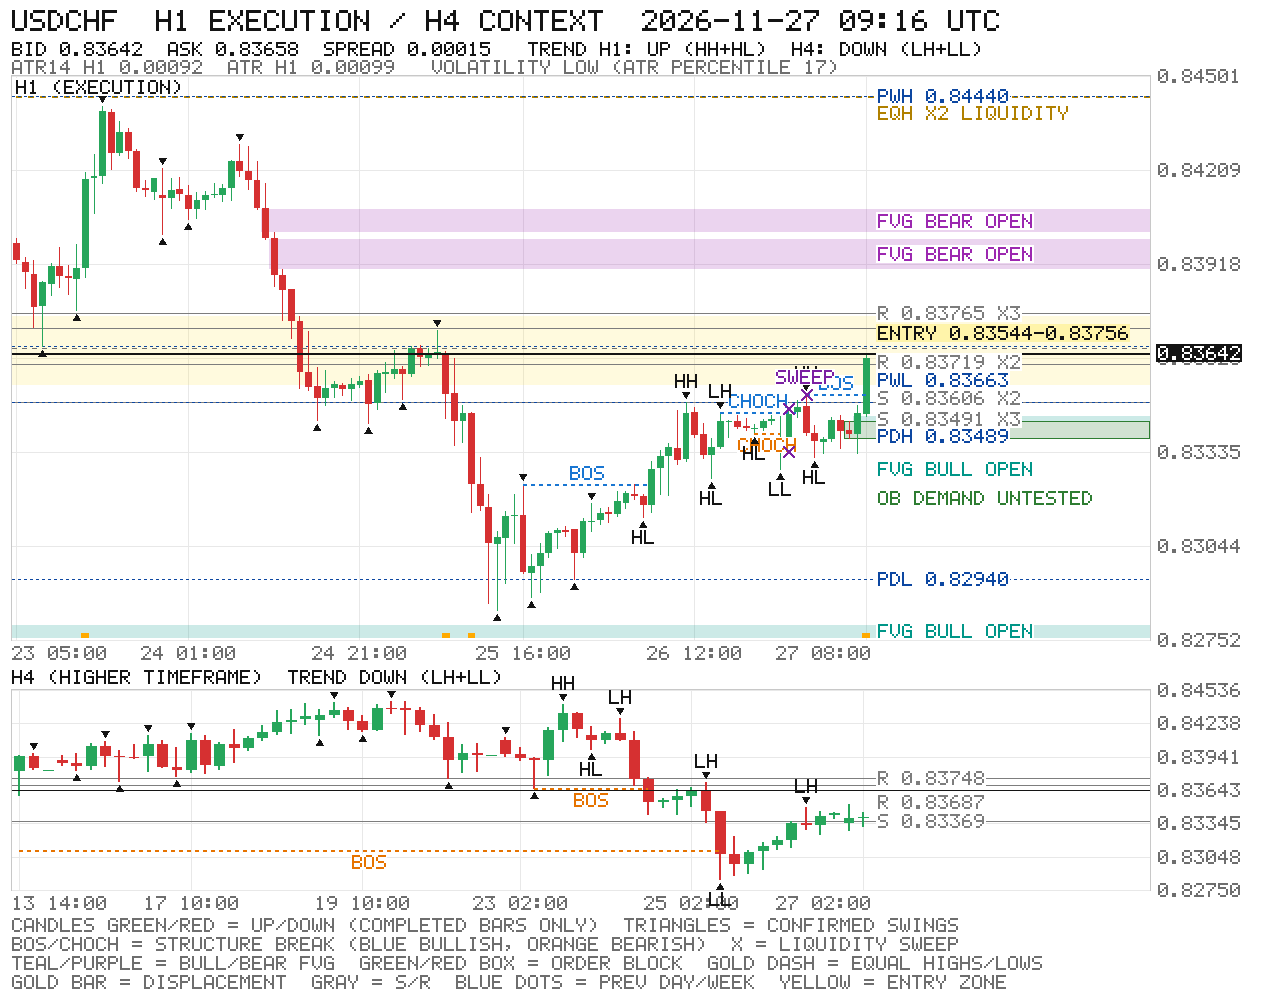 USDCHF  H1 EXECUTION / H4 CONTEXT  2026-11-27 09:16 UTC
BID 0.83642  ASK 0.83658  SPREAD 0.00015  TREND H1: UP (HH+HL)  H4: DOWN (LH+LL)
ATR14 H1 0.00092  ATR H1 0.00099  VOLATILITY LOW (ATR PERCENTILE 17)
H1 (EXECUTION)
0.84501
PWH 0.84440
EQH X2 LIQUIDITY
0.84209
FVG BEAR OPEN
FVG BEAR OPEN
0.83918
R 0.83765 X3
ENTRY 0.83544-0.83756
0.83642
R 0.83719 X2
SWEEP
BOS
PWL 0.83663
HH
LH
CHOCH
S 0.83606 X2
S 0.83491 X3
PDH 0.83489
CHOCH
HL
0.83335
FVG BULL OPEN
BOS
HL
LL
HL
OB DEMAND UNTESTED
HL
0.83044
PDL 0.82940
FVG BULL OPEN
0.82752
23 05:00  24 01:00  24 21:00  25 16:00  26 12:00  27 08:00
H4 (HIGHER TIMEFRAME)  TREND DOWN (LH+LL)
HH
LH
0.84536
0.84238
HL
LH
0.83941
R 0.83748
LH
0.83643
BOS
R 0.83687
S 0.83369
0.83345
BOS
0.83048
0.82750
LL
13 14:00  17 10:00  19 10:00  23 02:00  25 02:00  27 02:00
CANDLES GREEN/RED = UP/DOWN (COMPLETED BARS ONLY)  TRIANGLES = CONFIRMED SWINGS
BOS/CHOCH = STRUCTURE BREAK (BLUE BULLISH, ORANGE BEARISH)  X = LIQUIDITY SWEEP
TEAL/PURPLE = BULL/BEAR FVG  GREEN/RED BOX = ORDER BLOCK  GOLD DASH = EQUAL HIGHS/LOWS
GOLD BAR = DISPLACEMENT  GRAY = S/R  BLUE DOTS = PREV DAY/WEEK  YELLOW = ENTRY ZONE